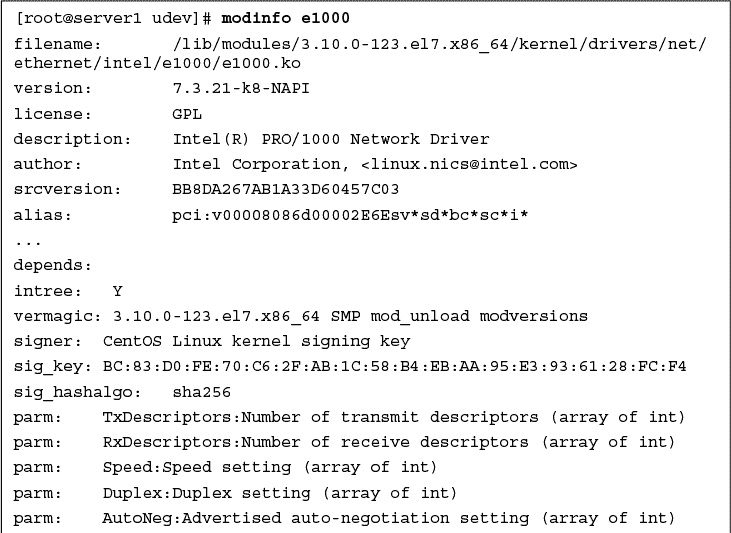 [root@server1 udev]# modinfo e1000
filename:       /lib/modules/3.10.0-123.el7.x86_64/kernel/drivers/net/
ethernet/intel/e1000/e1000.ko
version:        7.3.21-k8-NAPI
license:        GPL
description:    Intel(R) PRO/1000 Network Driver
author:         Intel Corporation, <linux.nics@intel.com>
srcversion:     BB8DA267AB1A33D60457C03
alias:          pci:v00008086d00002E6Esv*sd*bc*sc*i*
...
depends:
intree:   Y
vermagic: 3.10.0-123.el7.x86_64 SMP mod_unload modversions
signer:  CentOS Linux kernel signing key
sig_key: BC:83:D0:FE:70:C6:2F:AB:1C:58:B4:EB:AA:95:E3:93:61:28:FC:F4
sig_hashalgo:   sha256
parm:    TxDescriptors:Number of transmit descriptors (array of int)
parm:    RxDescriptors:Number of receive descriptors (array of int)
parm:    Speed:Speed setting (array of int)
parm:    Duplex:Duplex setting (array of int)
parm:    AutoNeg:Advertised auto-negotiation setting (array of int)